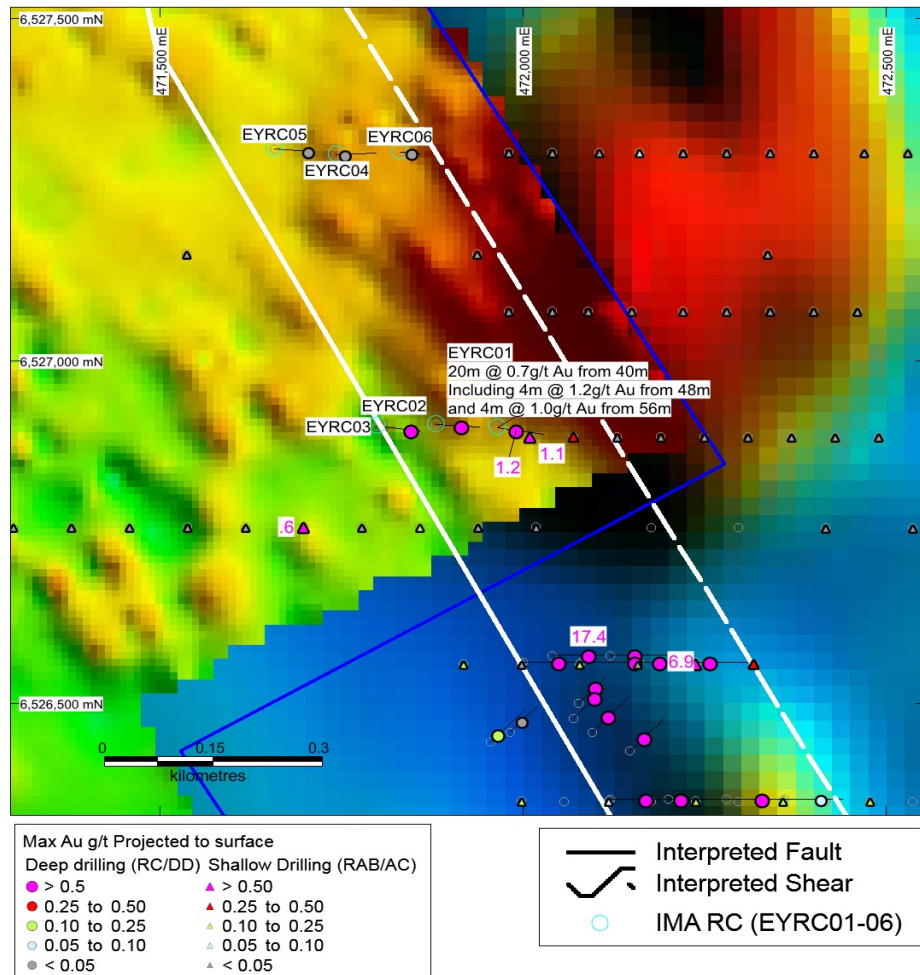 6,527,500 mN
471,500 mE
472,000 mE
472,500 mE
EYRC05
EYRC06
EYRC04
6,527,000 mN
EYRC01
20m @ 0.7g/t Au from 40m
Including 4m @ 1.2g/t Au from 48m
and 4m @ 1.0g/t Au from 56m
EYRC02
EYRC03
1.1
1.2
.6
17.4
6.9
6,526,500 mN
0 0.15 0.3
kilometres
Max Au g/t Projected to surface
Deep drilling (RC/DD) Shallow Drilling (RAB/AC)
> 0.5 > 0.50
0.25 to 0.50 0.25 to 0.50
0.10 to 0.25 0.10 to 0.25
0.05 to 0.10 0.05 to 0.10
< 0.05 < 0.05
Interpreted Fault
Interpreted Shear
IMA RC (EYRC01-06)